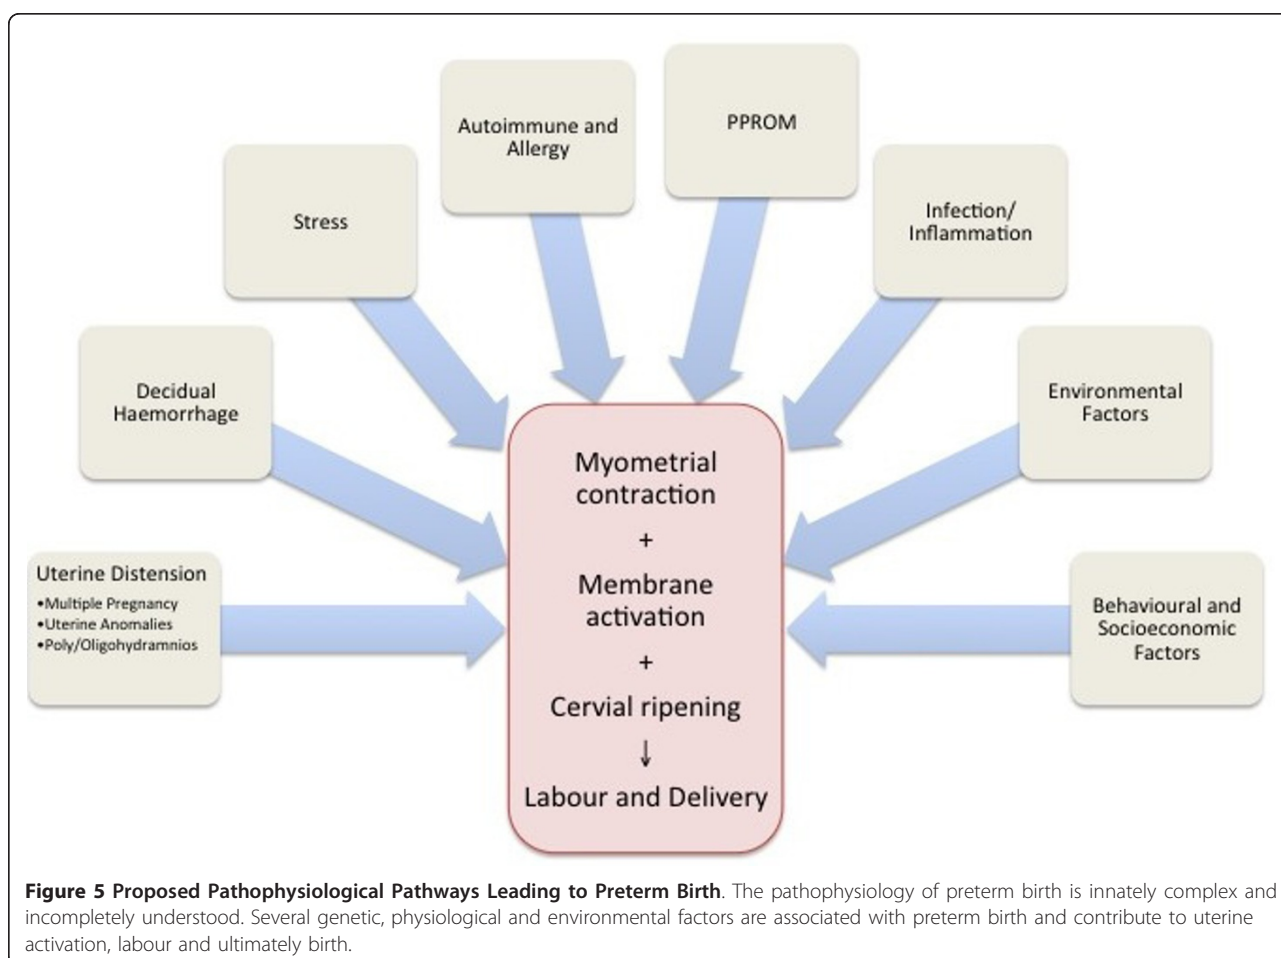 PPROM
Autoimmune and
Allergy
Stress
Infection/
Inflammation
Decidual
Haemorrhage
Environmental
Factors
Uterine Distension
•Multiple Pregnancy
•Uterine Anomalies
•Poly/Oligohydramnios
Behavioural and
Socioeconomic
Factors
Myometrial
contraction
+
Membrane
activation
+
Cervial ripening
↓
Labour and Delivery
Figure 5 Proposed Pathophysiological Pathways Leading to Preterm Birth. The pathophysiology of preterm birth is innately complex and
incompletely understood. Several genetic, physiological and environmental factors are associated with preterm birth and contribute to uterine
activation, labour and ultimately birth.